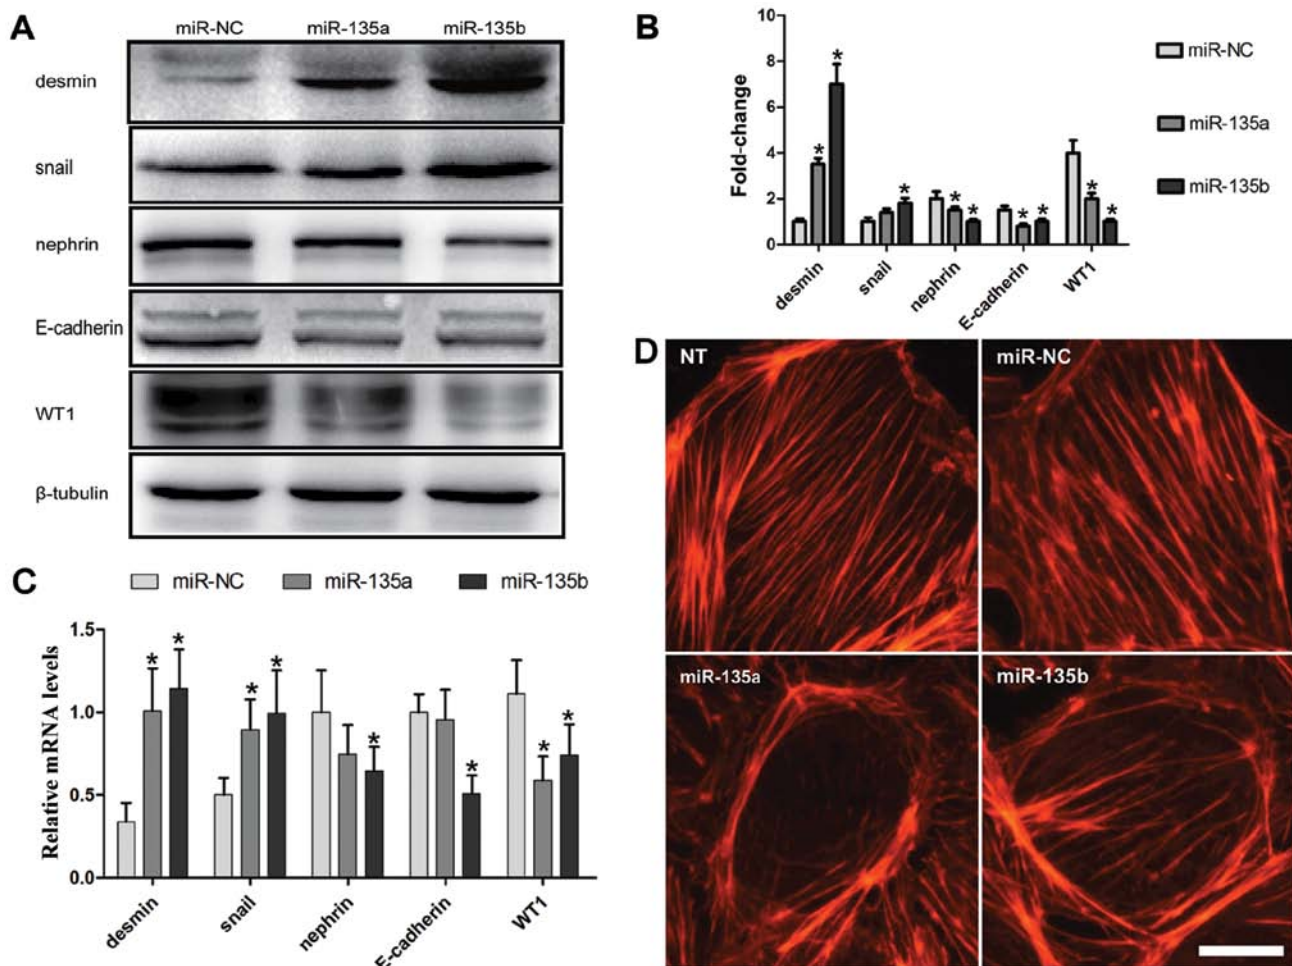 A
miR-NC miR-135a miR-135b
desmin
snail
nephrin
E-cadherin
WT1
β-tubulin
B
10
8
6
4
2
0
Fold-change
* * * * * * * * *
desmin snail nephrin E-cadherin WT1
miR-NC
miR-135a
miR-135b
C
miR-NC miR-135a miR-135b
1.5
1.0
0.5
0.0
Relative mRNA levels
* * * * * * * *
desmin snail nephrin E-cadherin WT1
D
NT miR-NC
miR-135a miR-135b